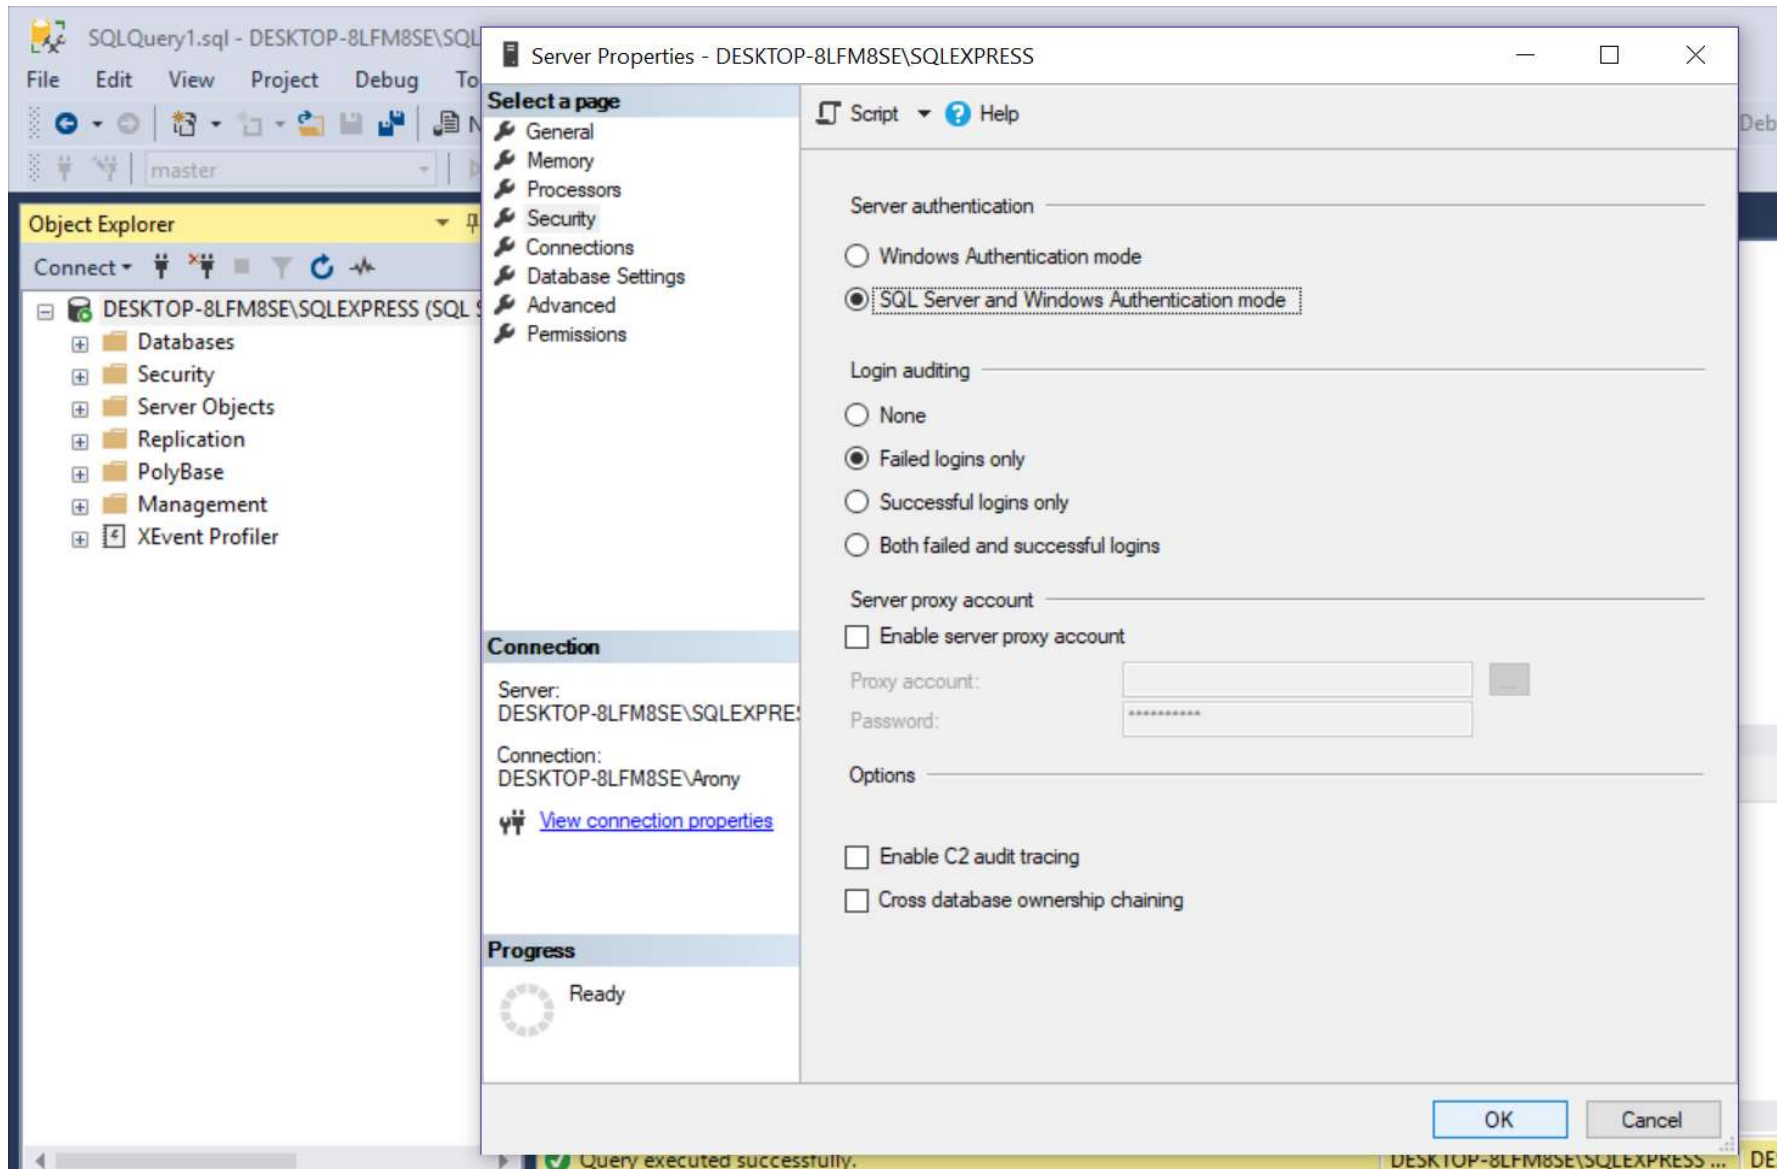 SQLQuery1.sql - DESKTOP-8LFM8SE\SQL
File Edit View Project Debug To
master
Object Explorer
Connect
DESKTOP-8LFM8SE\SQLEXPRESS (SQL S
Databases
Security
Server Objects
Replication
PolyBase
Management
XEvent Profiler
Server Properties - DESKTOP-8LFM8SE\SQLEXPRESS
Select a page
General
Memory
Processors
Security
Connections
Database Settings
Advanced
Permissions
Connection
Server:
DESKTOP-8LFM8SE\SQLEXPRES
Connection:
DESKTOP-8LFM8SE\Arony
View connection properties
Progress
Ready
Script Help
Server authentication
Windows Authentication mode
SQL Server and Windows Authentication mode
Login auditing
None
Failed logins only
Successful logins only
Both failed and successful logins
Server proxy account
Enable server proxy account
Proxy account:
...
Password:
**********
Options
Enable C2 audit tracing
Cross database ownership chaining
OK Cancel
Deb
Query executed successfully.
DESKTOP-8LFM8SE\SQLEXPRESS ... DE